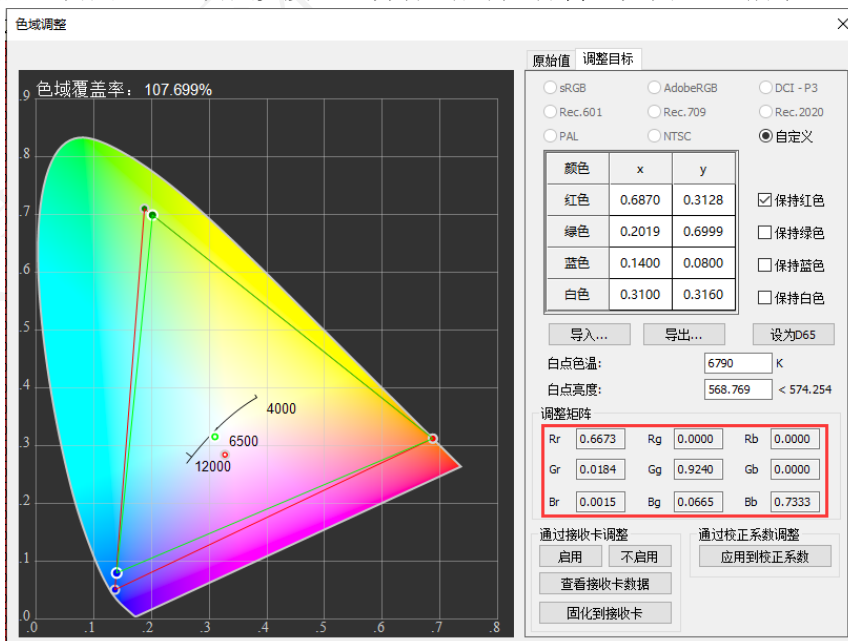 色域调整
原始值 调整目标
色域覆盖率：107.699%
sRGB AdobeRGB DCI - P3
Rec.601 Rec.709 Rec.2020
PAL NTSC 自定义
颜色 x y
红色 0.6870 0.3128 保持红色
绿色 0.2019 0.6999 保持绿色
蓝色 0.1400 0.0800 保持蓝色
白色 0.3100 0.3160 保持白色
导入... 导出... 设为D65
白点色温: 6790 K
白点亮度: 568.769 < 574.254
调整矩阵
Rr 0.6673 Rg 0.0000 Rb 0.0000
Gr 0.0184 Gg 0.9240 Gb 0.0000
Br 0.0015 Bg 0.0665 Bb 0.7333
通过接收卡调整 通过校正系数调整
启用 不启用 应用到校正系数
查看接收卡数据
固化到接收卡
.9
.8
.7
.6
.5
.4
.3
.2
.1
.0
4000
6500
12000
.0 .1 .2 .3 .4 .5 .6 .7 .8